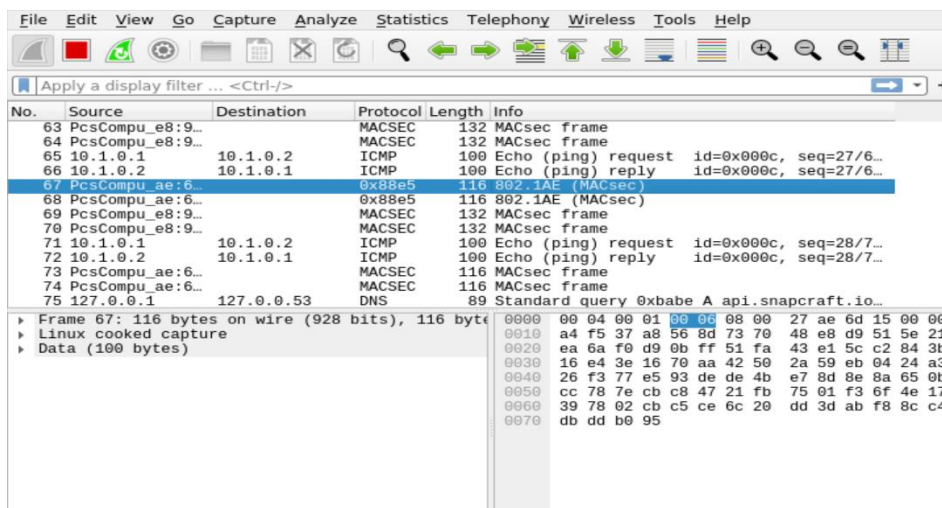 File Edit View Go Capture Analyze Statistics Telephony Wireless Tools Help
Apply a display filter ... <Ctrl-/>
No. Source Destination Protocol Length Info
63 PcsCompu_e8:9… MACSEC 132 MACsec frame
64 PcsCompu_e8:9… MACSEC 132 MACsec frame
65 10.1.0.1 10.1.0.2 ICMP 100 Echo (ping) request id=0x000c, seq=27/6…
66 10.1.0.2 10.1.0.1 ICMP 100 Echo (ping) reply id=0x000c, seq=27/6…
67 PcsCompu_ae:6… 0x88e5 116 802.1AE (MACsec)
68 PcsCompu_ae:6… 0x88e5 116 802.1AE (MACsec)
69 PcsCompu_e8:9… MACSEC 132 MACsec frame
70 PcsCompu_e8:9… MACSEC 132 MACsec frame
71 10.1.0.1 10.1.0.2 ICMP 100 Echo (ping) request id=0x000c, seq=28/7…
72 10.1.0.2 10.1.0.1 ICMP 100 Echo (ping) reply id=0x000c, seq=28/7…
73 PcsCompu_ae:6… MACSEC 116 MACsec frame
74 PcsCompu_ae:6… MACSEC 116 MACsec frame
75 127.0.0.1 127.0.0.53 DNS 89 Standard query 0xbabe A api.snapcraft.io…
Frame 67: 116 bytes on wire (928 bits), 116 byte
Linux cooked capture
Data (100 bytes)
0000 00 04 00 01 00 06 08 00 27 ae 6d 15 00 00
0010 a4 f5 37 a8 56 8d 73 70 48 e8 d9 51 5e 21
0020 ea 6a f0 d9 0b ff 51 fa 43 e1 5c c2 84 3b
0030 16 e4 3e 16 70 aa 42 50 2a 59 eb 04 24 a3
0040 26 f3 77 e5 93 de de 4b e7 8d 8e 8a 65 0b
0050 cc 78 7e cb c8 47 21 fb 75 01 f3 6f 4e 17
0060 39 78 02 cb c5 ce 6c 20 dd 3d ab f8 8c c4
0070 db dd b0 95